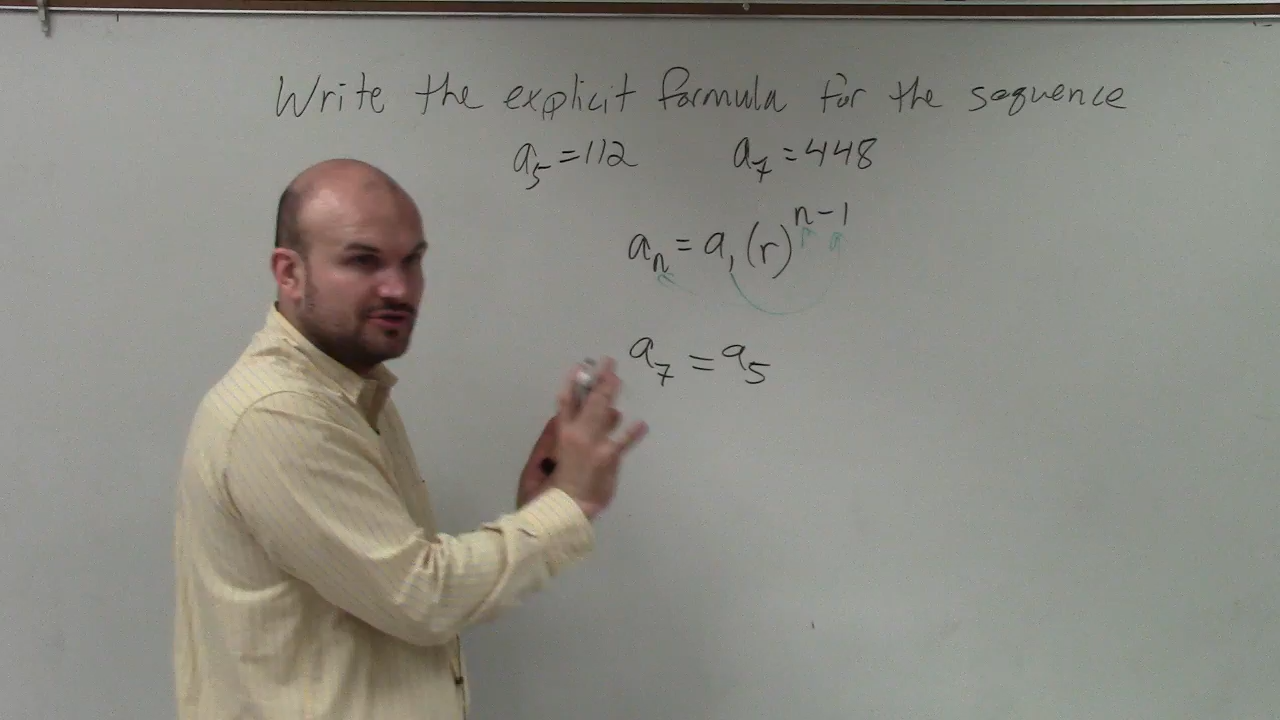 Write the explicit formula for the sequence
a₅ = 112 a₇ = 448
aₙ = a₁ (r)ⁿ⁻¹
a₇ = a₅